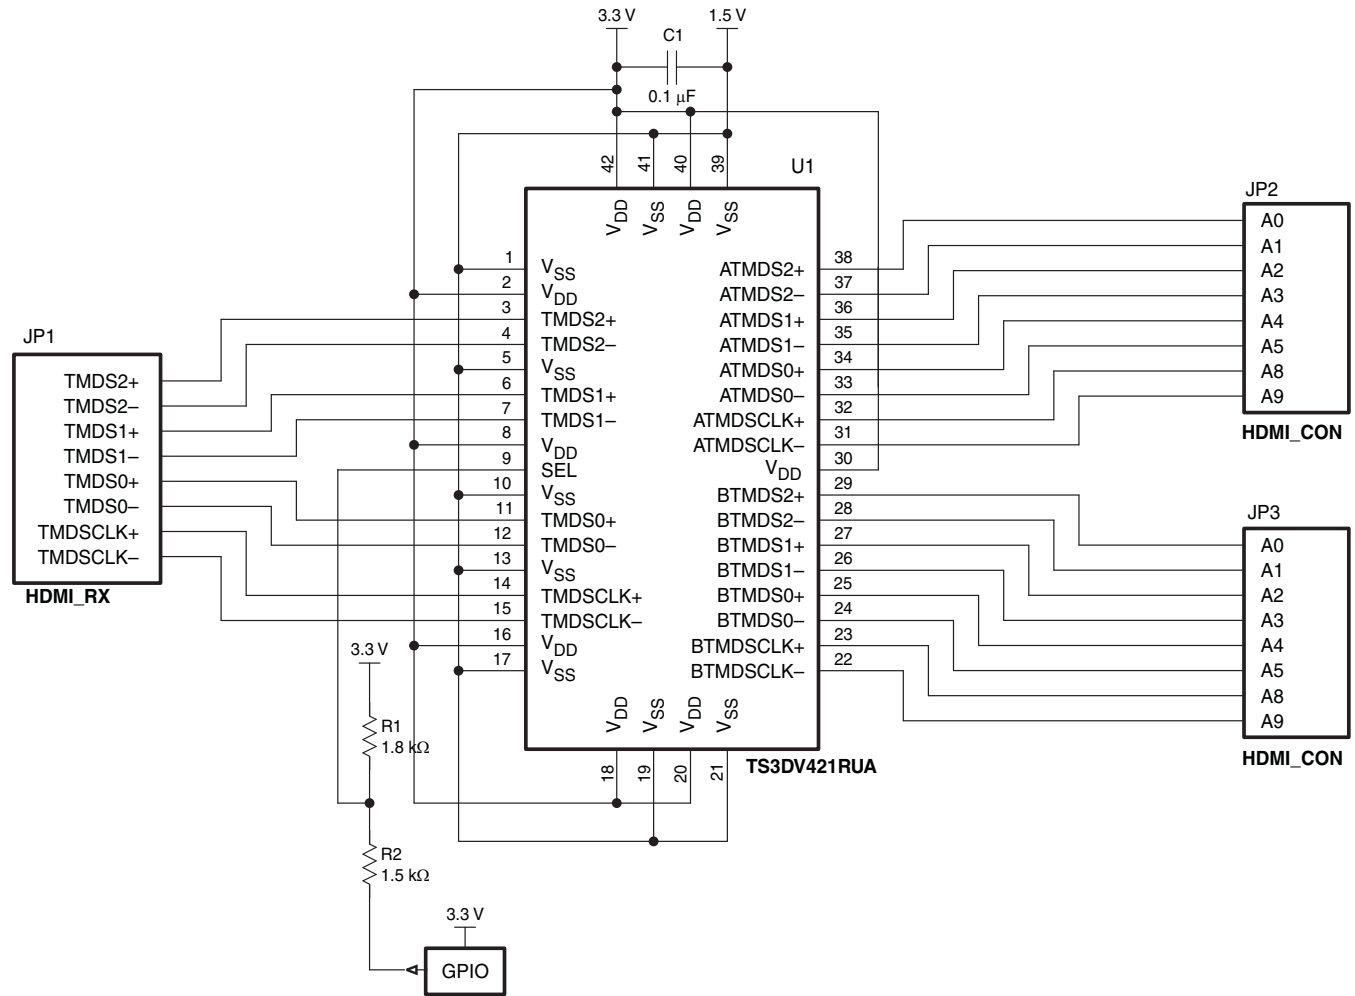 3.3 V
1.5 V
C1
0.1 μF
42
41
40
39
U1
VDD
VSS
VDD
VSS
JP1
TMDS2+
TMDS2–
TMDS1+
TMDS1–
TMDS0+
TMDS0–
TMDSCLK+
TMDSCLK–
HDMI_RX
1 VSS
2 VDD
3 TMDS2+
4 TMDS2–
5 VSS
6 TMDS1+
7 TMDS1–
8 VDD
9 SEL
10 VSS
11 TMDS0+
12 TMDS0–
13 VSS
14 TMDSCLK+
15 TMDSCLK–
16 VDD
17 VSS
ATMDS2+ 38
ATMDS2– 37
ATMDS1+ 36
ATMDS1– 35
ATMDS0+ 34
ATMDS0– 33
ATMDSCLK+ 32
ATMDSCLK– 31
VDD 30
BTMDS2+ 29
BTMDS2– 28
BTMDS1+ 27
BTMDS1– 26
BTMDS0+ 25
BTMDS0– 24
BTMDSCLK+ 23
BTMDSCLK– 22
VDD
VSS
VDD
VSS
18
19
20
21
TS3DV421RUA
JP2
A0
A1
A2
A3
A4
A5
A8
A9
HDMI_CON
JP3
A0
A1
A2
A3
A4
A5
A8
A9
HDMI_CON
3.3 V
R1
1.8 kΩ
R2
1.5 kΩ
3.3 V
GPIO